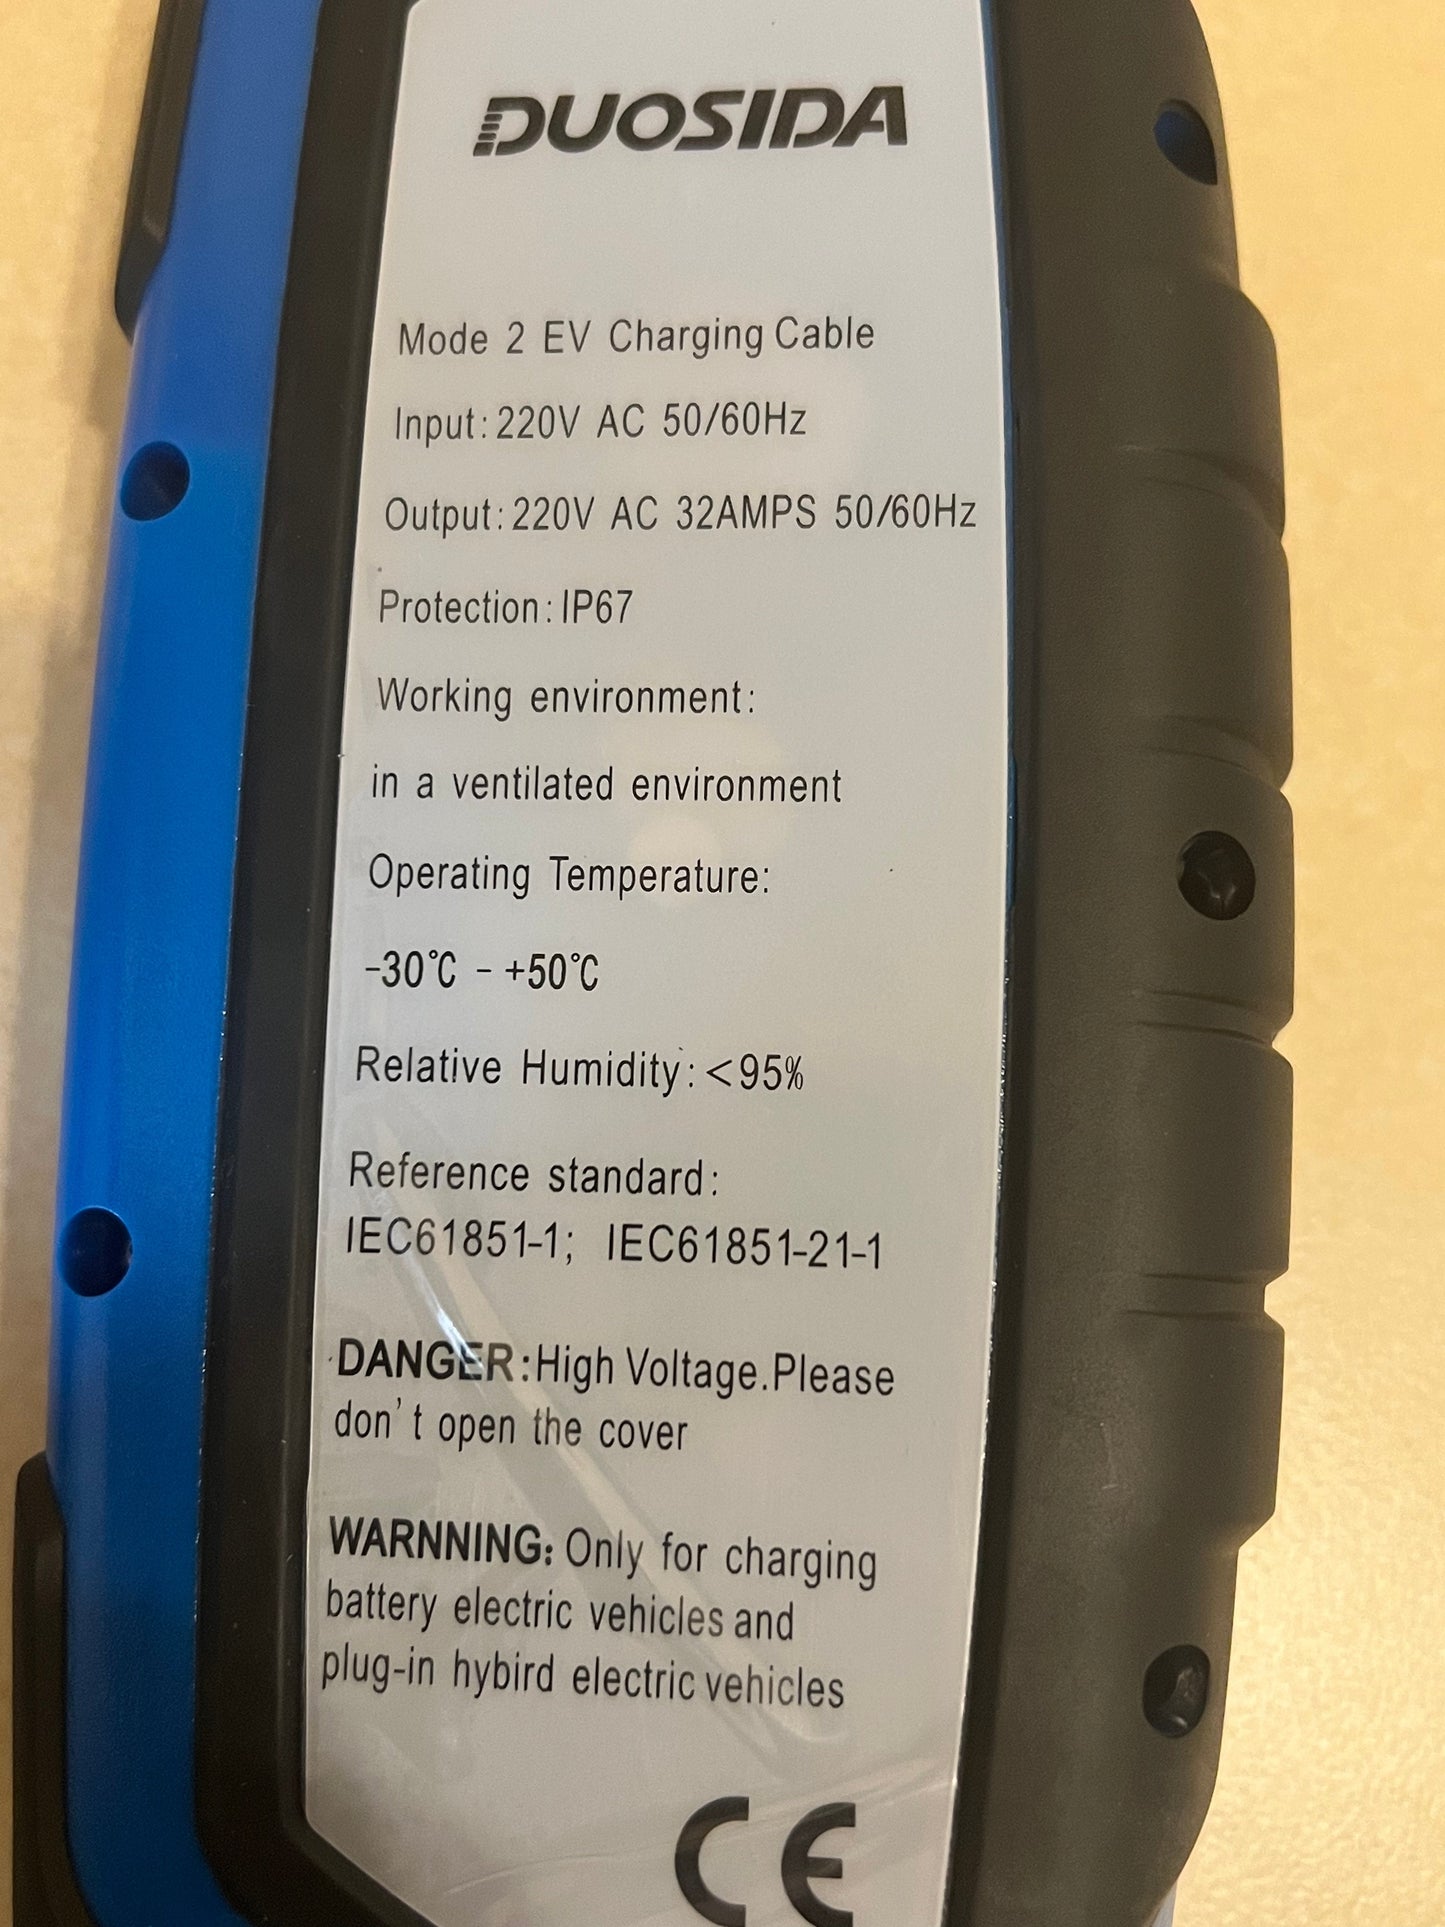 DUOSIDA
Mode 2 EV Charging Cable
Input: 220V AC 50/60Hz
Output: 220V AC 32AMPS 50/60Hz
Protection: IP67
Working environment:
in a ventilated environment
Operating Temperature:
-30℃ - +50℃
Relative Humidity: <95%
Reference standard:
IEC61851-1; IEC61851-21-1
DANGER:High Voltage.Please
don't open the cover
WARNNING: Only for charging
battery electric vehicles and
plug-in hybird electric vehicles
CE